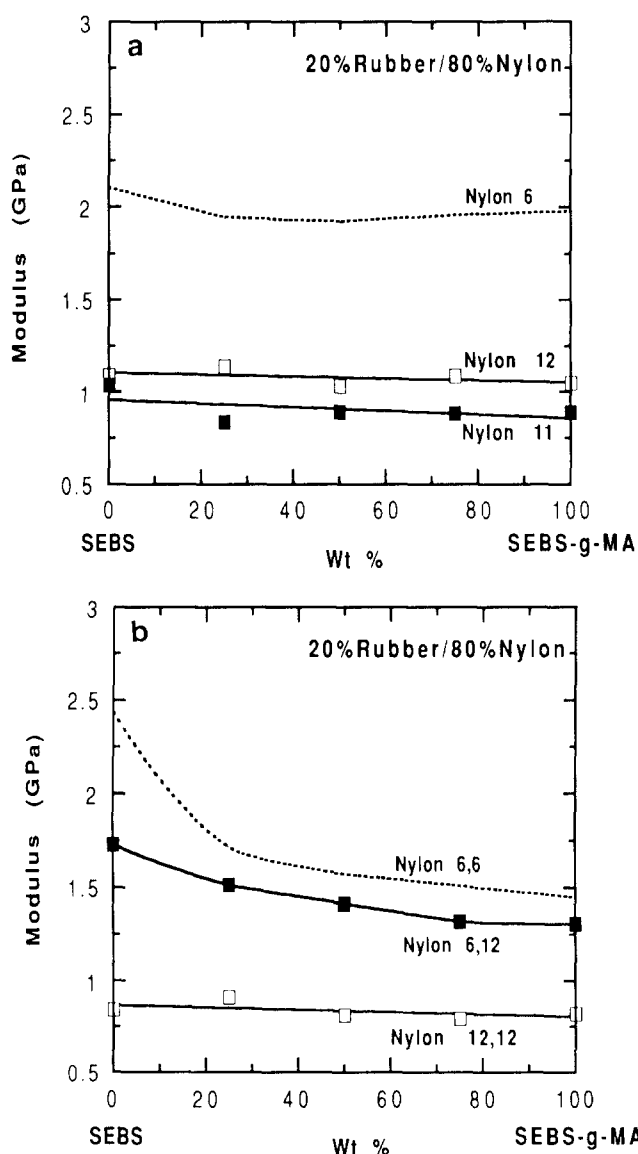 a
20%Rubber/80%Nylon
Modulus (GPa)
3
2.5
2
1.5
1
0.5
Nylon 6
Nylon 12
Nylon 11
0 20 40 60 80 100
SEBS Wt % SEBS-g-MA
b
20%Rubber/80%Nylon
Modulus (GPa)
3
2.5
2
1.5
1
0.5
Nylon 6,6
Nylon 6,12
Nylon 12,12
0 20 40 60 80 100
SEBS Wt % SEBS-g-MA